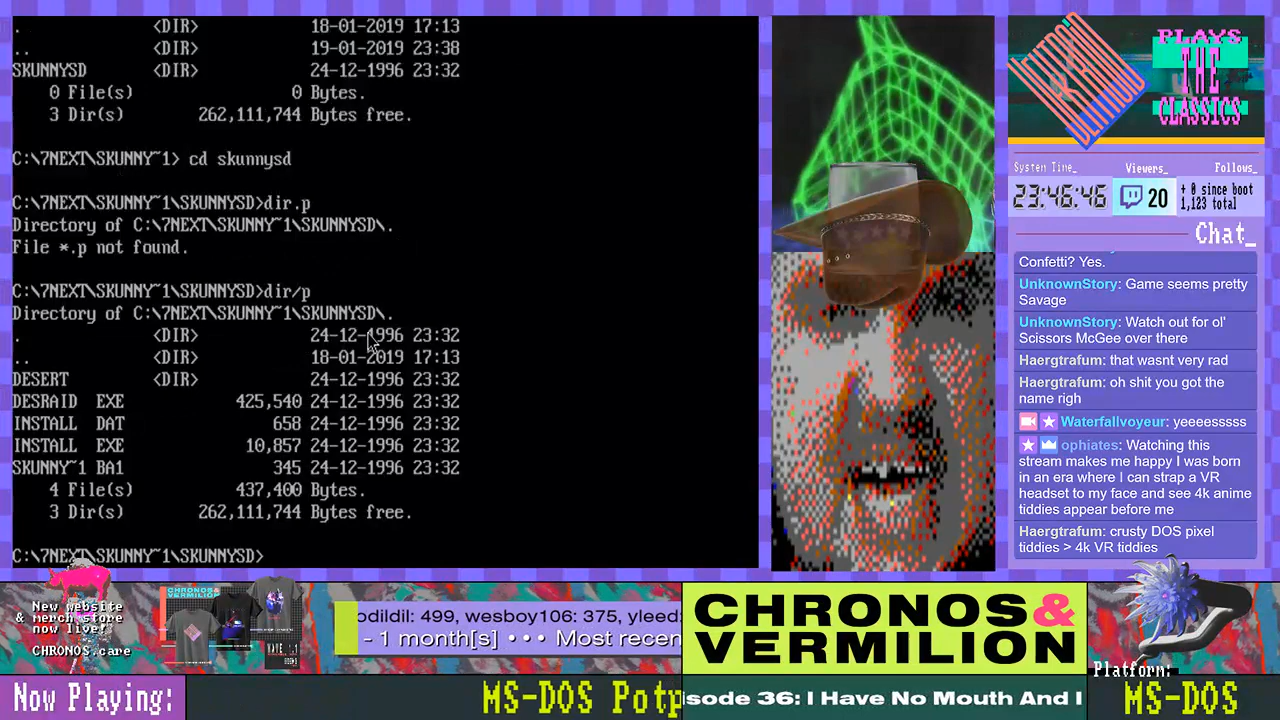 .                  <DIR>               18-01-2019 17:13
..                 <DIR>               19-01-2019 23:38
SKUNNYSD           <DIR>               24-12-1996 23:32
0 File(s)                0 Bytes.
3 Dir(s)       262,111,744 Bytes free.
C:\7NEXT\SKUNNY~1> cd skunnysd
C:\7NEXT\SKUNNY~1\SKUNNYSD>dir.p
Directory of C:\7NEXT\SKUNNY~1\SKUNNYSD\.
File *.p not found.
C:\7NEXT\SKUNNY~1\SKUNNYSD>dir/p
Directory of C:\7NEXT\SKUNNY~1\SKUNNYSD\.
.                  <DIR>               24-12-1996 23:32
..                 <DIR>               18-01-2019 17:13
DESERT             <DIR>               24-12-1996 23:32
DESRAID  EXE            425,540 24-12-1996 23:32
INSTALL  DAT                658 24-12-1996 23:32
INSTALL  EXE             10,857 24-12-1996 23:32
SKUNNY~1 BA1                345 24-12-1996 23:32
4 File(s)          437,400 Bytes.
3 Dir(s)       262,111,744 Bytes free.
C:\7NEXT\SKUNNY~1\SKUNNYSD>
PLAYS
THE
CLASSICS
System Time_
Viewers_
Follows_
23:46:46
20
+ 0 since boot
1,123 total
Chat_
Confetti? Yes.
UnknownStory: Game seems pretty
Savage
UnknownStory: Watch out for ol'
Scissors McGee over there
Haergtrafum: that wasnt very rad
Haergtrafum: oh shit you got the
name righ
Waterfallvoyeur: yeeeesssss
ophiates: Watching this
stream makes me happy I was born
in an era where I can strap a VR
headset to my face and see 4k anime
tiddies appear before me
Haergtrafum: crusty DOS pixel
tiddies > 4k VR tiddies
New website
& merch store
now live!
CHRONOS.care
CHRONOS&
VERMILION
odildil: 499, wesboy106: 375, yleed:
- 1 month[s] ••• Most recen
CHRONOS&
VERMILION
Platform:
Now Playing:
MS-DOS Potp
sode 36: I Have No Mouth And I
MS-DOS